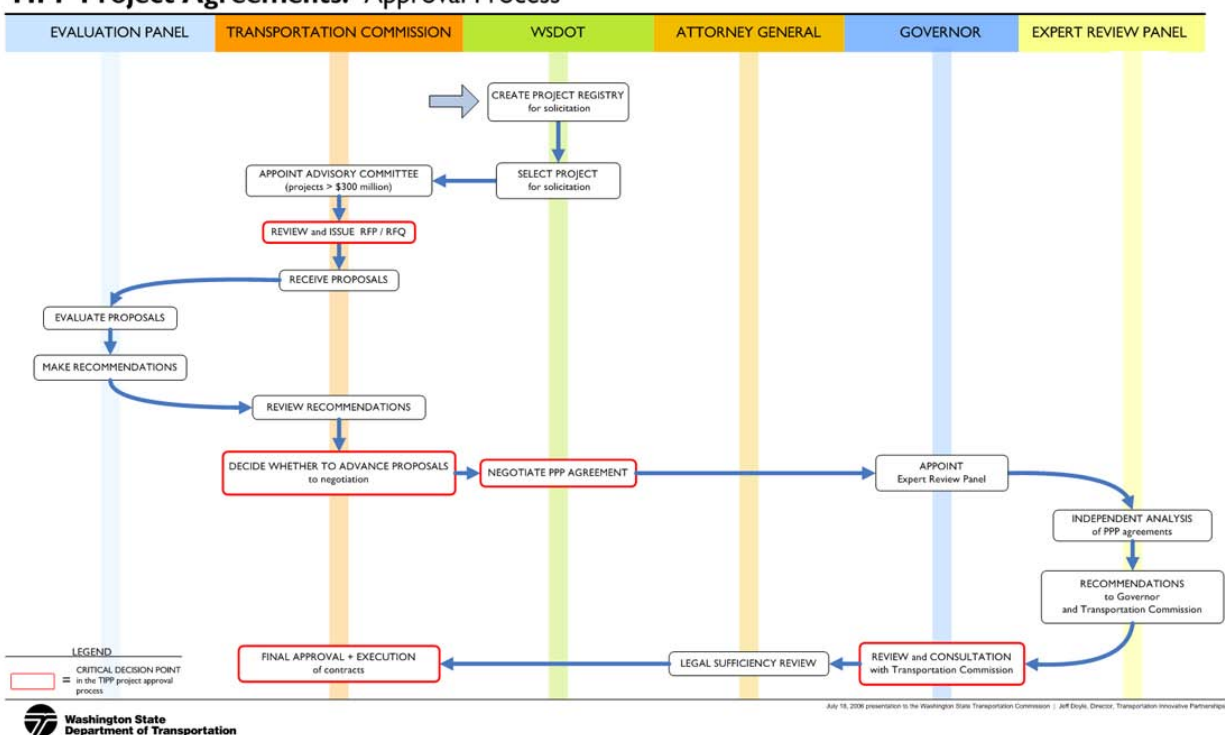 TIPP Project Agreements: Approval Process
EVALUATION PANEL
TRANSPORTATION COMMISSION
WSDOT
ATTORNEY GENERAL
GOVERNOR
EXPERT REVIEW PANEL
CREATE PROJECT REGISTRY
for solicitation
APPOINT ADVISORY COMMITTEE
(projects > $300 million)
SELECT PROJECT
for solicitation
REVIEW and ISSUE RFP / RFQ
RECEIVE PROPOSALS
EVALUATE PROPOSALS
MAKE RECOMMENDATIONS
REVIEW RECOMMENDATIONS
DECIDE WHETHER TO ADVANCE PROPOSALS
to negotiation
NEGOTIATE PPP AGREEMENT
APPOINT
Expert Review Panel
INDEPENDENT ANALYSIS
of PPP agreements
RECOMMENDATIONS
to Governor
and Transportation Commission
FINAL APPROVAL + EXECUTION
of contracts
LEGAL SUFFICIENCY REVIEW
REVIEW and CONSULTATION
with Transportation Commission
LEGEND
= CRITICAL DECISION POINT
in the TIPP project approval
process
July 18, 2006 presentation to the Washington State Transportation Commission | Jeff Doyle, Director, Transportation Innovative Partnerships
Washington State
Department of Transportation